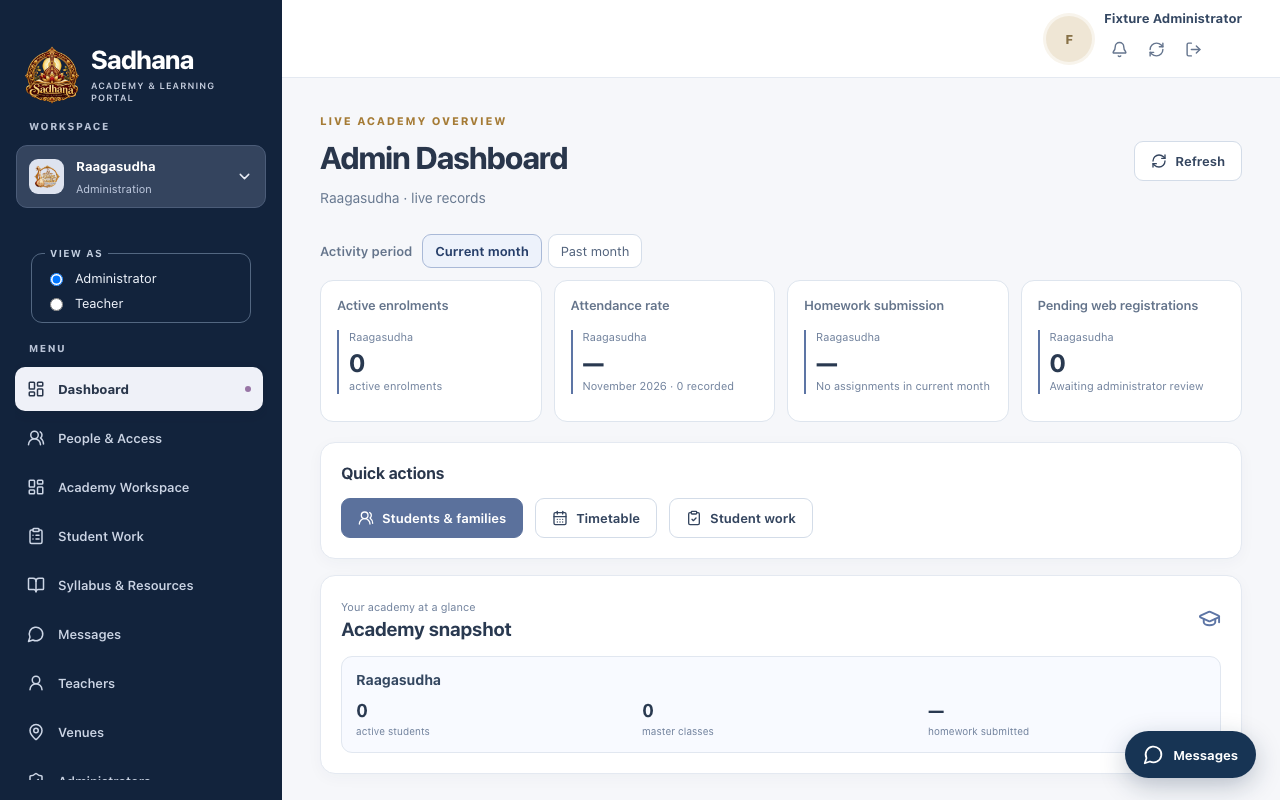 Sadhana
Sadhana
ACADEMY & LEARNING
PORTAL
WORKSPACE
Raagasudha
Administration
VIEW AS
Administrator
Teacher
MENU
Dashboard
People & Access
Academy Workspace
Student Work
Syllabus & Resources
Messages
Teachers
Venues
Administrators
F
Fixture Administrator
LIVE ACADEMY OVERVIEW
Admin Dashboard
Raagasudha · live records
Refresh
Activity period
Current month
Past month
Active enrolments
Raagasudha
0
active enrolments
Attendance rate
Raagasudha
—
November 2026 · 0 recorded
Homework submission
Raagasudha
—
No assignments in current month
Pending web registrations
Raagasudha
0
Awaiting administrator review
Quick actions
Students & families
Timetable
Student work
Your academy at a glance
Academy snapshot
Raagasudha
0
active students
0
master classes
—
homework submitted
Messages